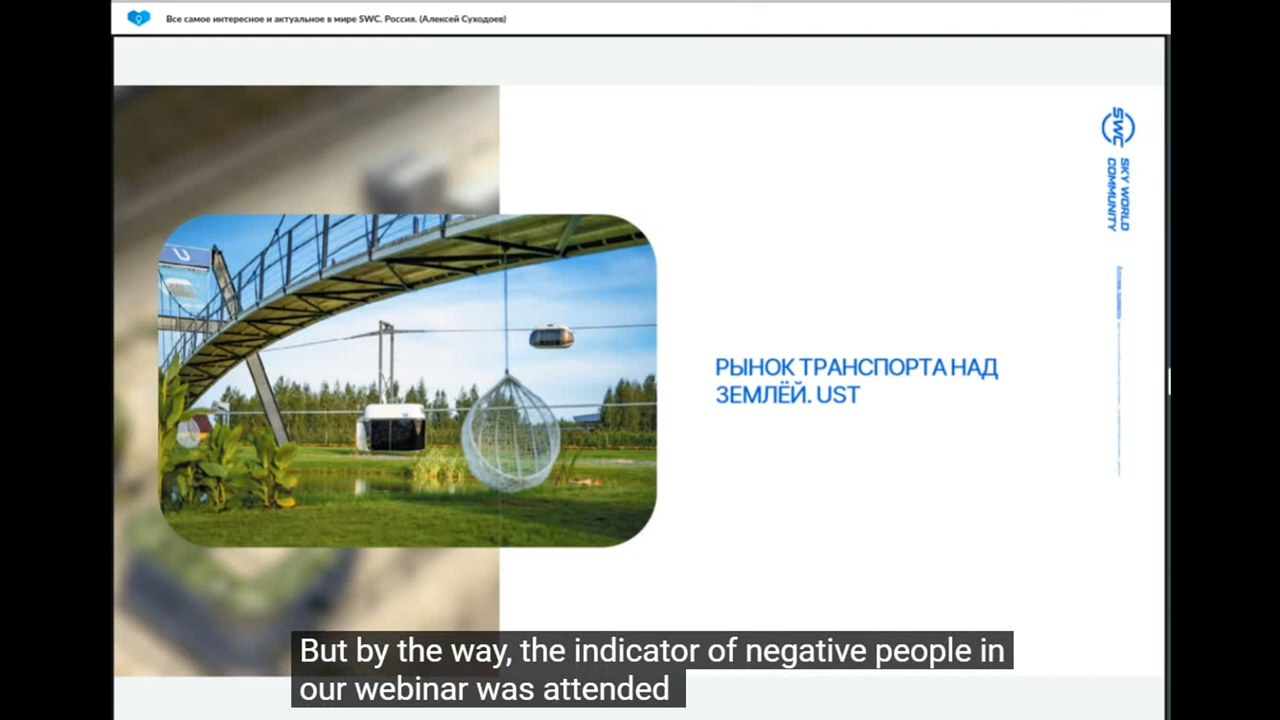 Все самое интересное и актуальное в мире SWC. Россия. (Алексей Суходоев)
SWC
SKY WORLD
COMMUNITY
U
РЫНОК ТРАНСПОРТА НАД
ЗЕМЛЁЙ. UST
But by the way, the indicator of negative people in
our webinar was attended